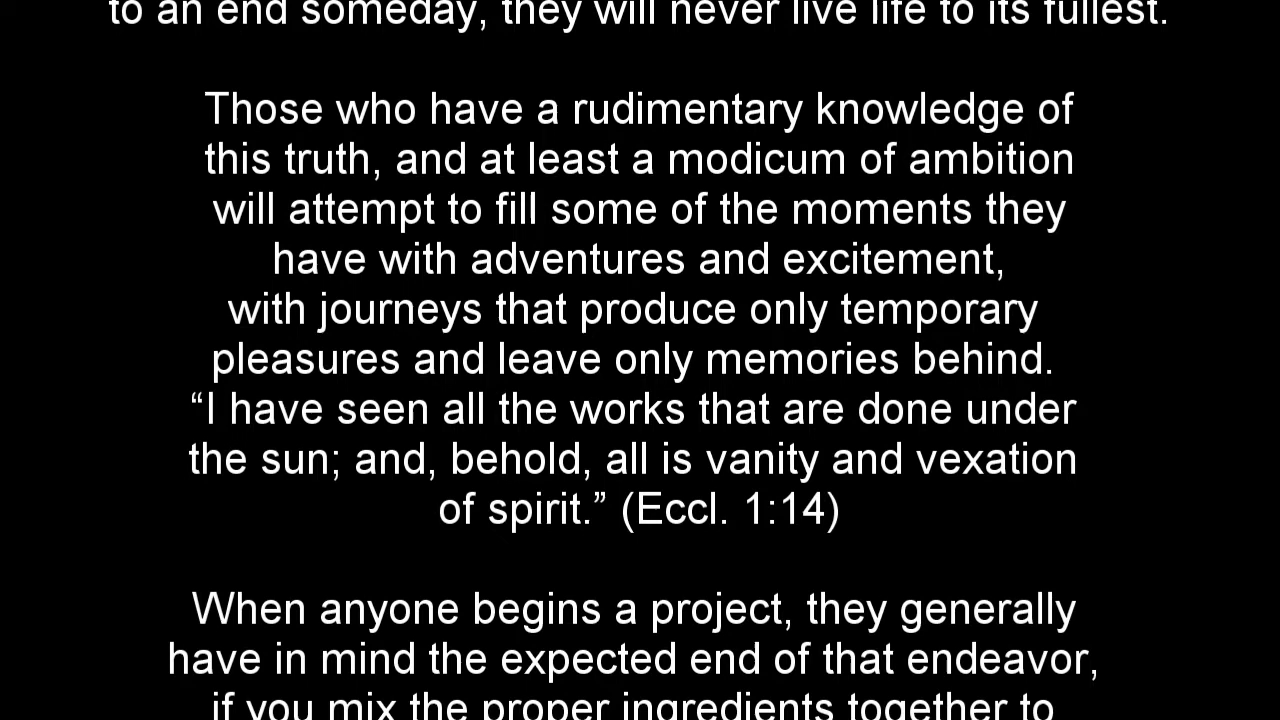 to an end someday, they will never live life to its fullest.
Those who have a rudimentary knowledge of
this truth, and at least a modicum of ambition
will attempt to fill some of the moments they
have with adventures and excitement,
with journeys that produce only temporary
pleasures and leave only memories behind.
“I have seen all the works that are done under
the sun; and, behold, all is vanity and vexation
of spirit.” (Eccl. 1:14)
When anyone begins a project, they generally
have in mind the expected end of that endeavor,
if you mix the proper ingredients together to